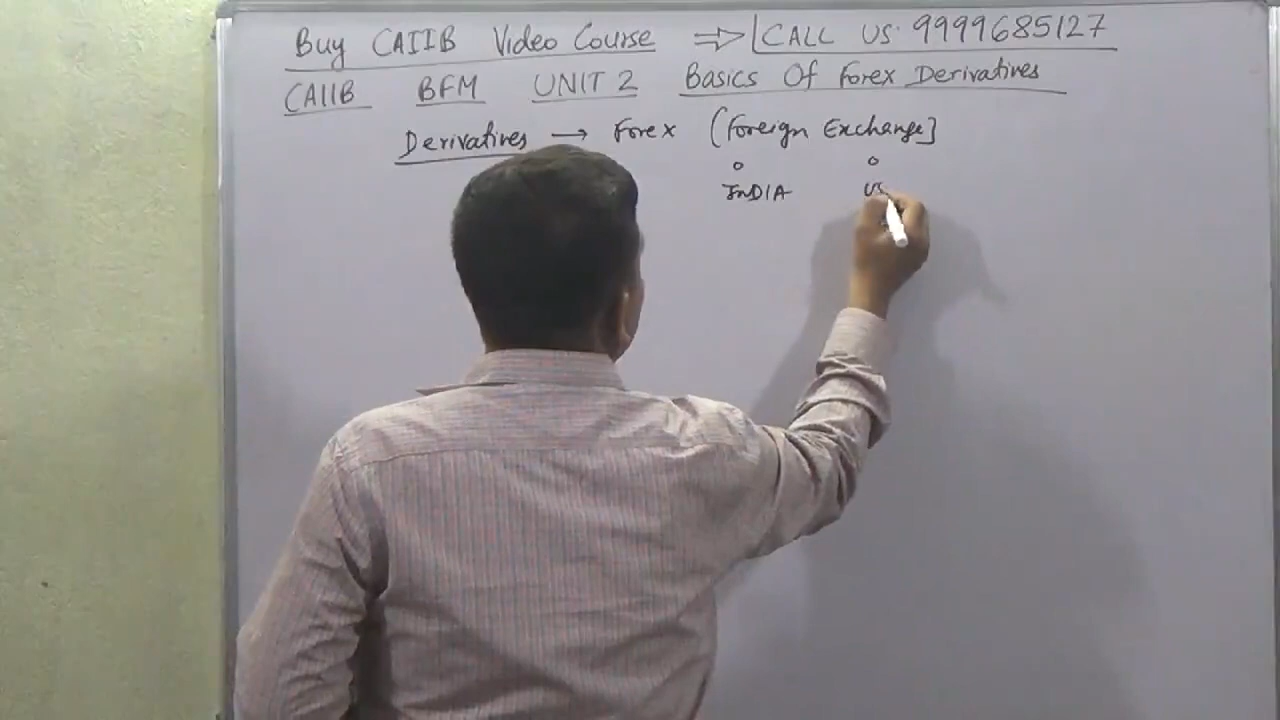 Buy CAIIB Video Course ⇒ CALL US. 9999685127
CAIIB BFM UNIT 2 Basics Of Forex Derivatives
Derivatives → Forex (Foreign Exchange]
INDIA US